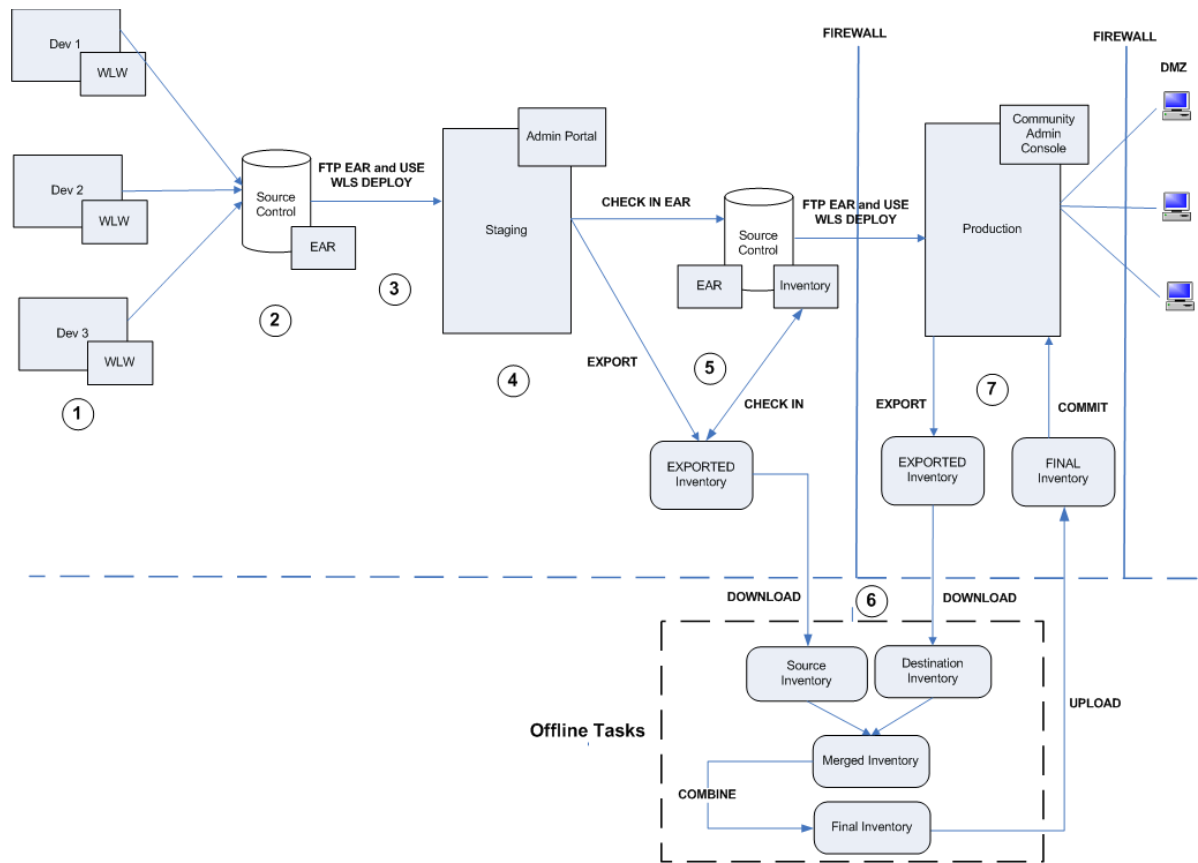 Dev 1
WLW
Dev 2
WLW
Dev 3
WLW
1
Source
Control
EAR
2
FTP EAR and USE
WLS DEPLOY
3
Admin Portal
Staging
4
CHECK IN EAR
Source
Control
EAR
Inventory
5
EXPORT
CHECK IN
EXPORTED
Inventory
FIREWALL
FTP EAR and USE
WLS DEPLOY
Community
Admin
Console
Production
7
EXPORT
COMMIT
EXPORTED
Inventory
FINAL
Inventory
FIREWALL
DMZ
DOWNLOAD
6
DOWNLOAD
Source
Inventory
Destination
Inventory
UPLOAD
Offline Tasks
Merged Inventory
COMBINE
Final Inventory